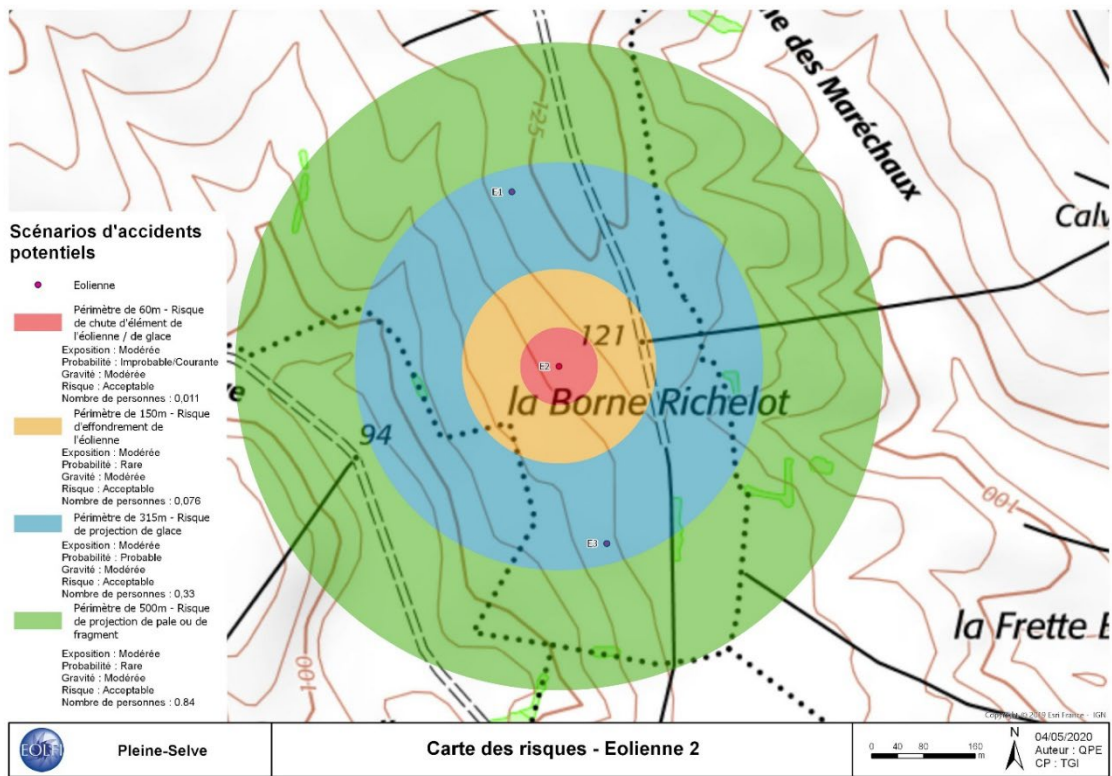 ne des Maréchaux
125
Calv
E1
121
E2
la Borne Richelot
ve
94
100
E3
la Frette E
100
Scénarios d'accidents
potentiels
Eolienne
Périmètre de 60m - Risque
de chute d'élément de
l'éolienne / de glace
Exposition : Modérée
Probabilité : Improbable/Courante
Gravité : Modérée
Risque : Acceptable
Nombre de personnes : 0,011
Périmètre de 150m - Risque
d'effondrement de
l'éolienne
Exposition : Modérée
Probabilité : Rare
Gravité : Modérée
Risque : Acceptable
Nombre de personnes : 0,076
Périmètre de 315m - Risque
de projection de glace
Exposition : Modérée
Probabilité : Probable
Gravité : Modérée
Risque : Acceptable
Nombre de personnes : 0,33
Périmètre de 500m - Risque
de projection de pale ou de
fragment
Exposition : Modérée
Probabilité : Rare
Gravité : Modérée
Risque : Acceptable
Nombre de personnes : 0.84
Copyright © 2019 Esri France - IGN
EOLFI
Pleine-Selve
Carte des risques - Eolienne 2
0 40 80 160
m
N
04/05/2020
Auteur : QPE
CP : TGI